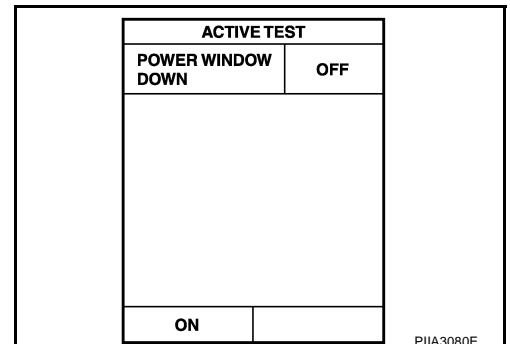 ACTIVE TEST
POWER WINDOW
DOWN
OFF
ON
PIIA3080E